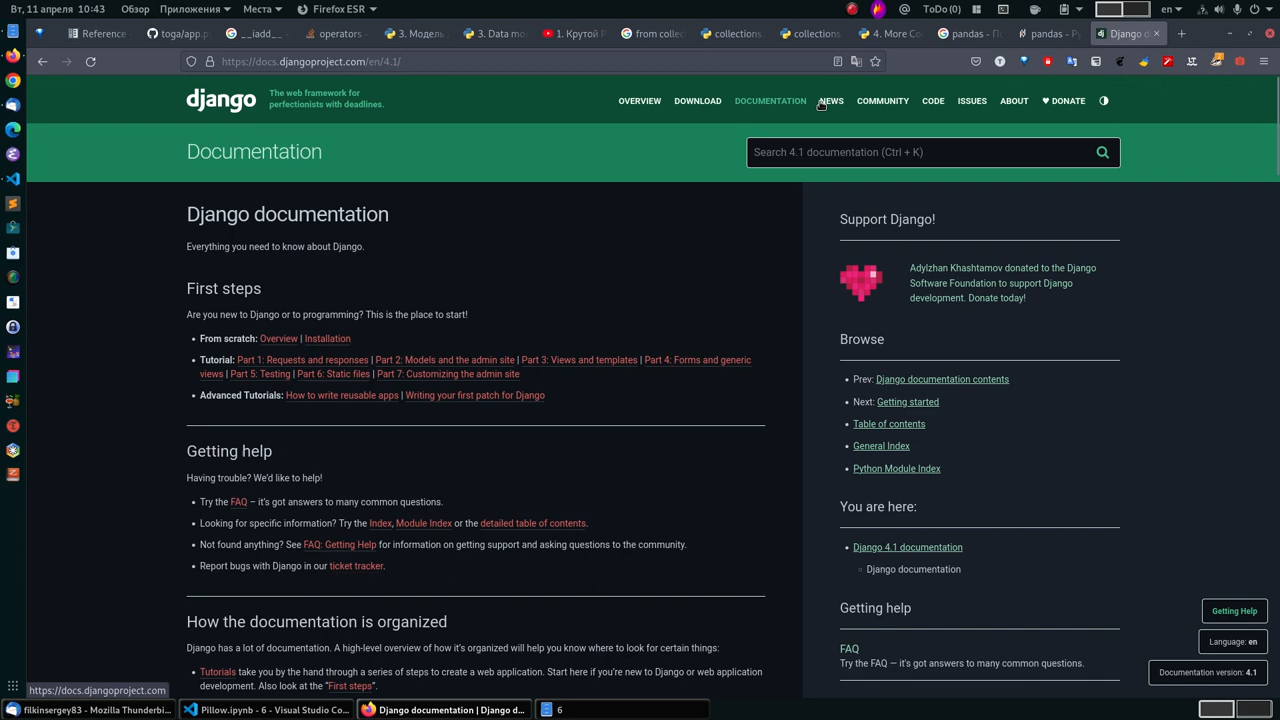 Вт, 11 апреля 10:43 Обзор Приложения Места Firefox ESR ToDo (0) en
Reference toga/app.p __iadd__ operators 3. Модель 3. Data mo 1. Крутой Р from collec collections. collections. 4. More Co pandas - По pandas - Py Django d
https://docs.djangoproject.com/en/4.1/
django
The web framework for
perfectionists with deadlines.
OVERVIEW DOWNLOAD DOCUMENTATION NEWS COMMUNITY CODE ISSUES ABOUT ♥ DONATE
Documentation
Search 4.1 documentation (Ctrl + K)
Django documentation
Everything you need to know about Django.
First steps
Are you new to Django or to programming? This is the place to start!
• From scratch: Overview | Installation
• Tutorial: Part 1: Requests and responses | Part 2: Models and the admin site | Part 3: Views and templates | Part 4: Forms and generic
views | Part 5: Testing | Part 6: Static files | Part 7: Customizing the admin site
• Advanced Tutorials: How to write reusable apps | Writing your first patch for Django
Getting help
Having trouble? We'd like to help!
• Try the FAQ – it's got answers to many common questions.
• Looking for specific information? Try the Index, Module Index or the detailed table of contents.
• Not found anything? See FAQ: Getting Help for information on getting support and asking questions to the community.
• Report bugs with Django in our ticket tracker.
How the documentation is organized
Django has a lot of documentation. A high-level overview of how it's organized will help you know where to look for certain things:
• Tutorials take you by the hand through a series of steps to create a web application. Start here if you're new to Django or web application
development. Also look at the "First steps".
Support Django!
Adylzhan Khashtamov donated to the Django
Software Foundation to support Django
development. Donate today!
Browse
• Prev: Django documentation contents
• Next: Getting started
• Table of contents
• General Index
• Python Module Index
You are here:
• Django 4.1 documentation
Django documentation
Getting help
FAQ
Try the FAQ — it's got answers to many common questions.
Getting Help
Language: en
Documentation version: 4.1
https://docs.djangoproject.com
filkinsergey83 - Mozilla Thunderbi... Pillow.ipynb - 6 - Visual Studio Co... Django documentation | Django d... 6